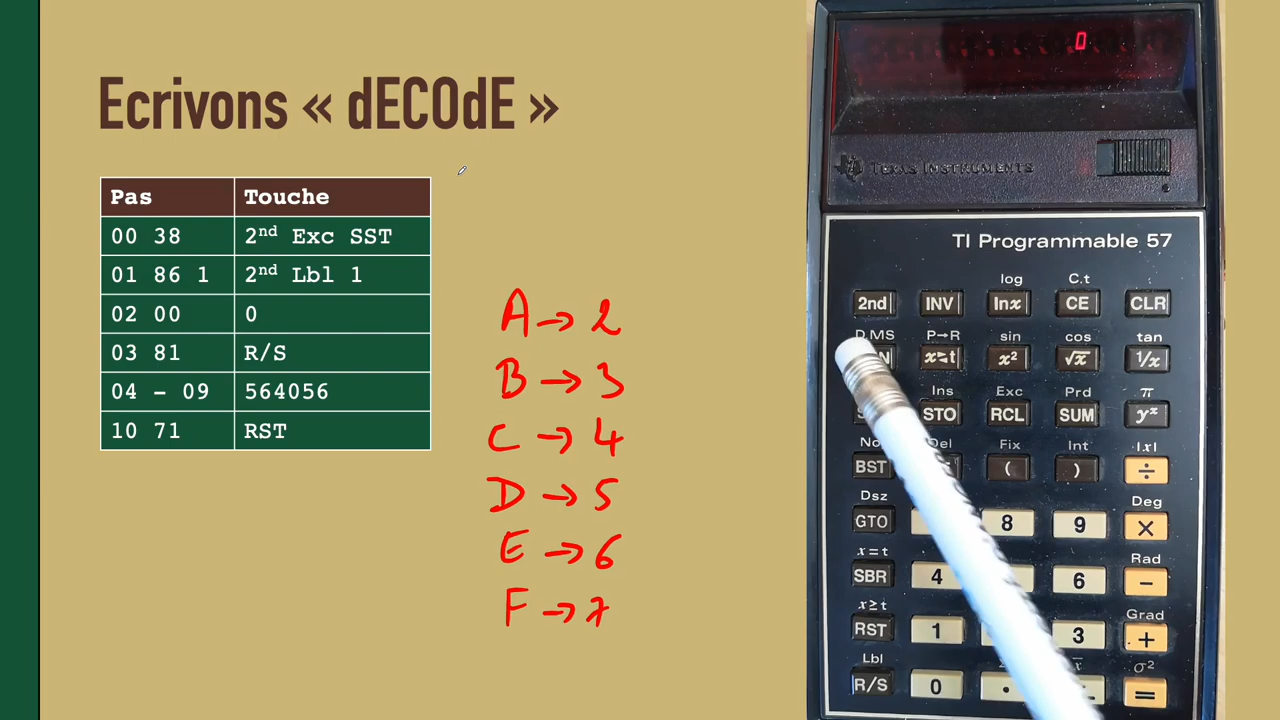 Ecrivons « dECOdE »
Pas Touche
00 38 2nd Exc SST
01 86 1 2nd Lbl 1
02 00 0
03 81 R/S
04 - 09 564056
10 71 RST
A → 2
B → 3
C → 4
D → 5
E → 6
F → 7
0
TEXAS INSTRUMENTS
TI Programmable 57
log C.t
2nd INV lnx CE CLR
D.MS P→R sin cos tan
x⇄t x² √x 1/x
Ins Exc Prd π
STO RCL SUM yˣ
Fix Int |x|
BST ( ) ÷
Dsz Deg
GTO 8 9 ×
x=t Rad
SBR 4 6 −
x≥t Grad
RST 1 3 +
Lbl σ²
R/S 0 . =